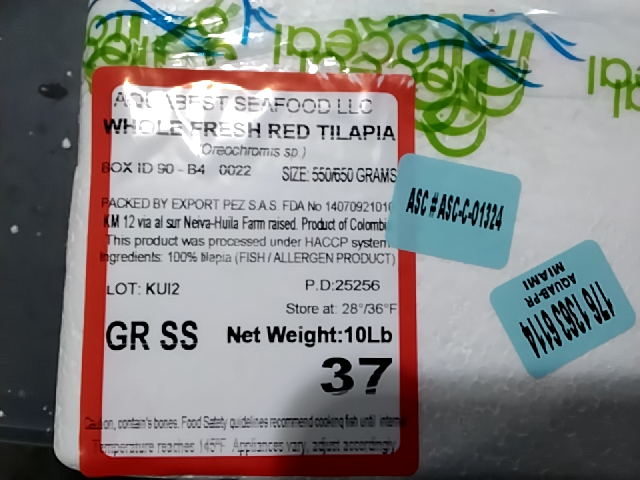 AQUABEST SEAFOOD LLC
WHOLE FRESH RED TILAPIA
(Oreochromis sp.)
BOX ID 90 - B4 0022 SIZE: 550/650 GRAMS
PACKED BY EXPORT PEZ S.A.S. FDA No 1407092101
KM 12 via al sur Neiva-Huila Farm raised. Product of Colombi
This product was processed under HACCP system
Ingredients: 100% tilapia (FISH / ALLERGEN PRODUCT)
LOT: KUI2 P.D:25256
Store at: 28°/36°F
GR SS Net Weight:10Lb
37
Caution, contain's bones. Food Safety guidelines recommend cooking fish until interna
Temperature reaches 145°F. Appliances vary, adjust accordingly
ASC # ASC-C-01324
176 1363 6114
AQUAB-PR
MIAMI